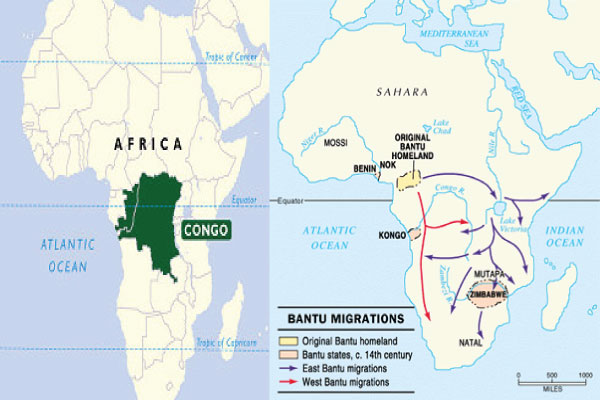 Tropic of Cancer
AFRICA
Equator
CONGO
ATLANTIC
OCEAN
Tropic of Capricorn
MEDITERRANEAN
SEA
RED SEA
SAHARA
Niger R.
Lake
Chad
Nile R.
MOSSI
ORIGINAL
BANTU
HOMELAND
NOK
BENIN
Congo R.
Equator
ATLANTIC
OCEAN
KONGO
Lake
Victoria
INDIAN
OCEAN
Zambezi R.
MUTAPA
ZIMBABWE
NATAL
BANTU MIGRATIONS
Original Bantu homeland
Bantu states, c. 14th century
East Bantu migrations
West Bantu migrations
0 500 1000
MILES